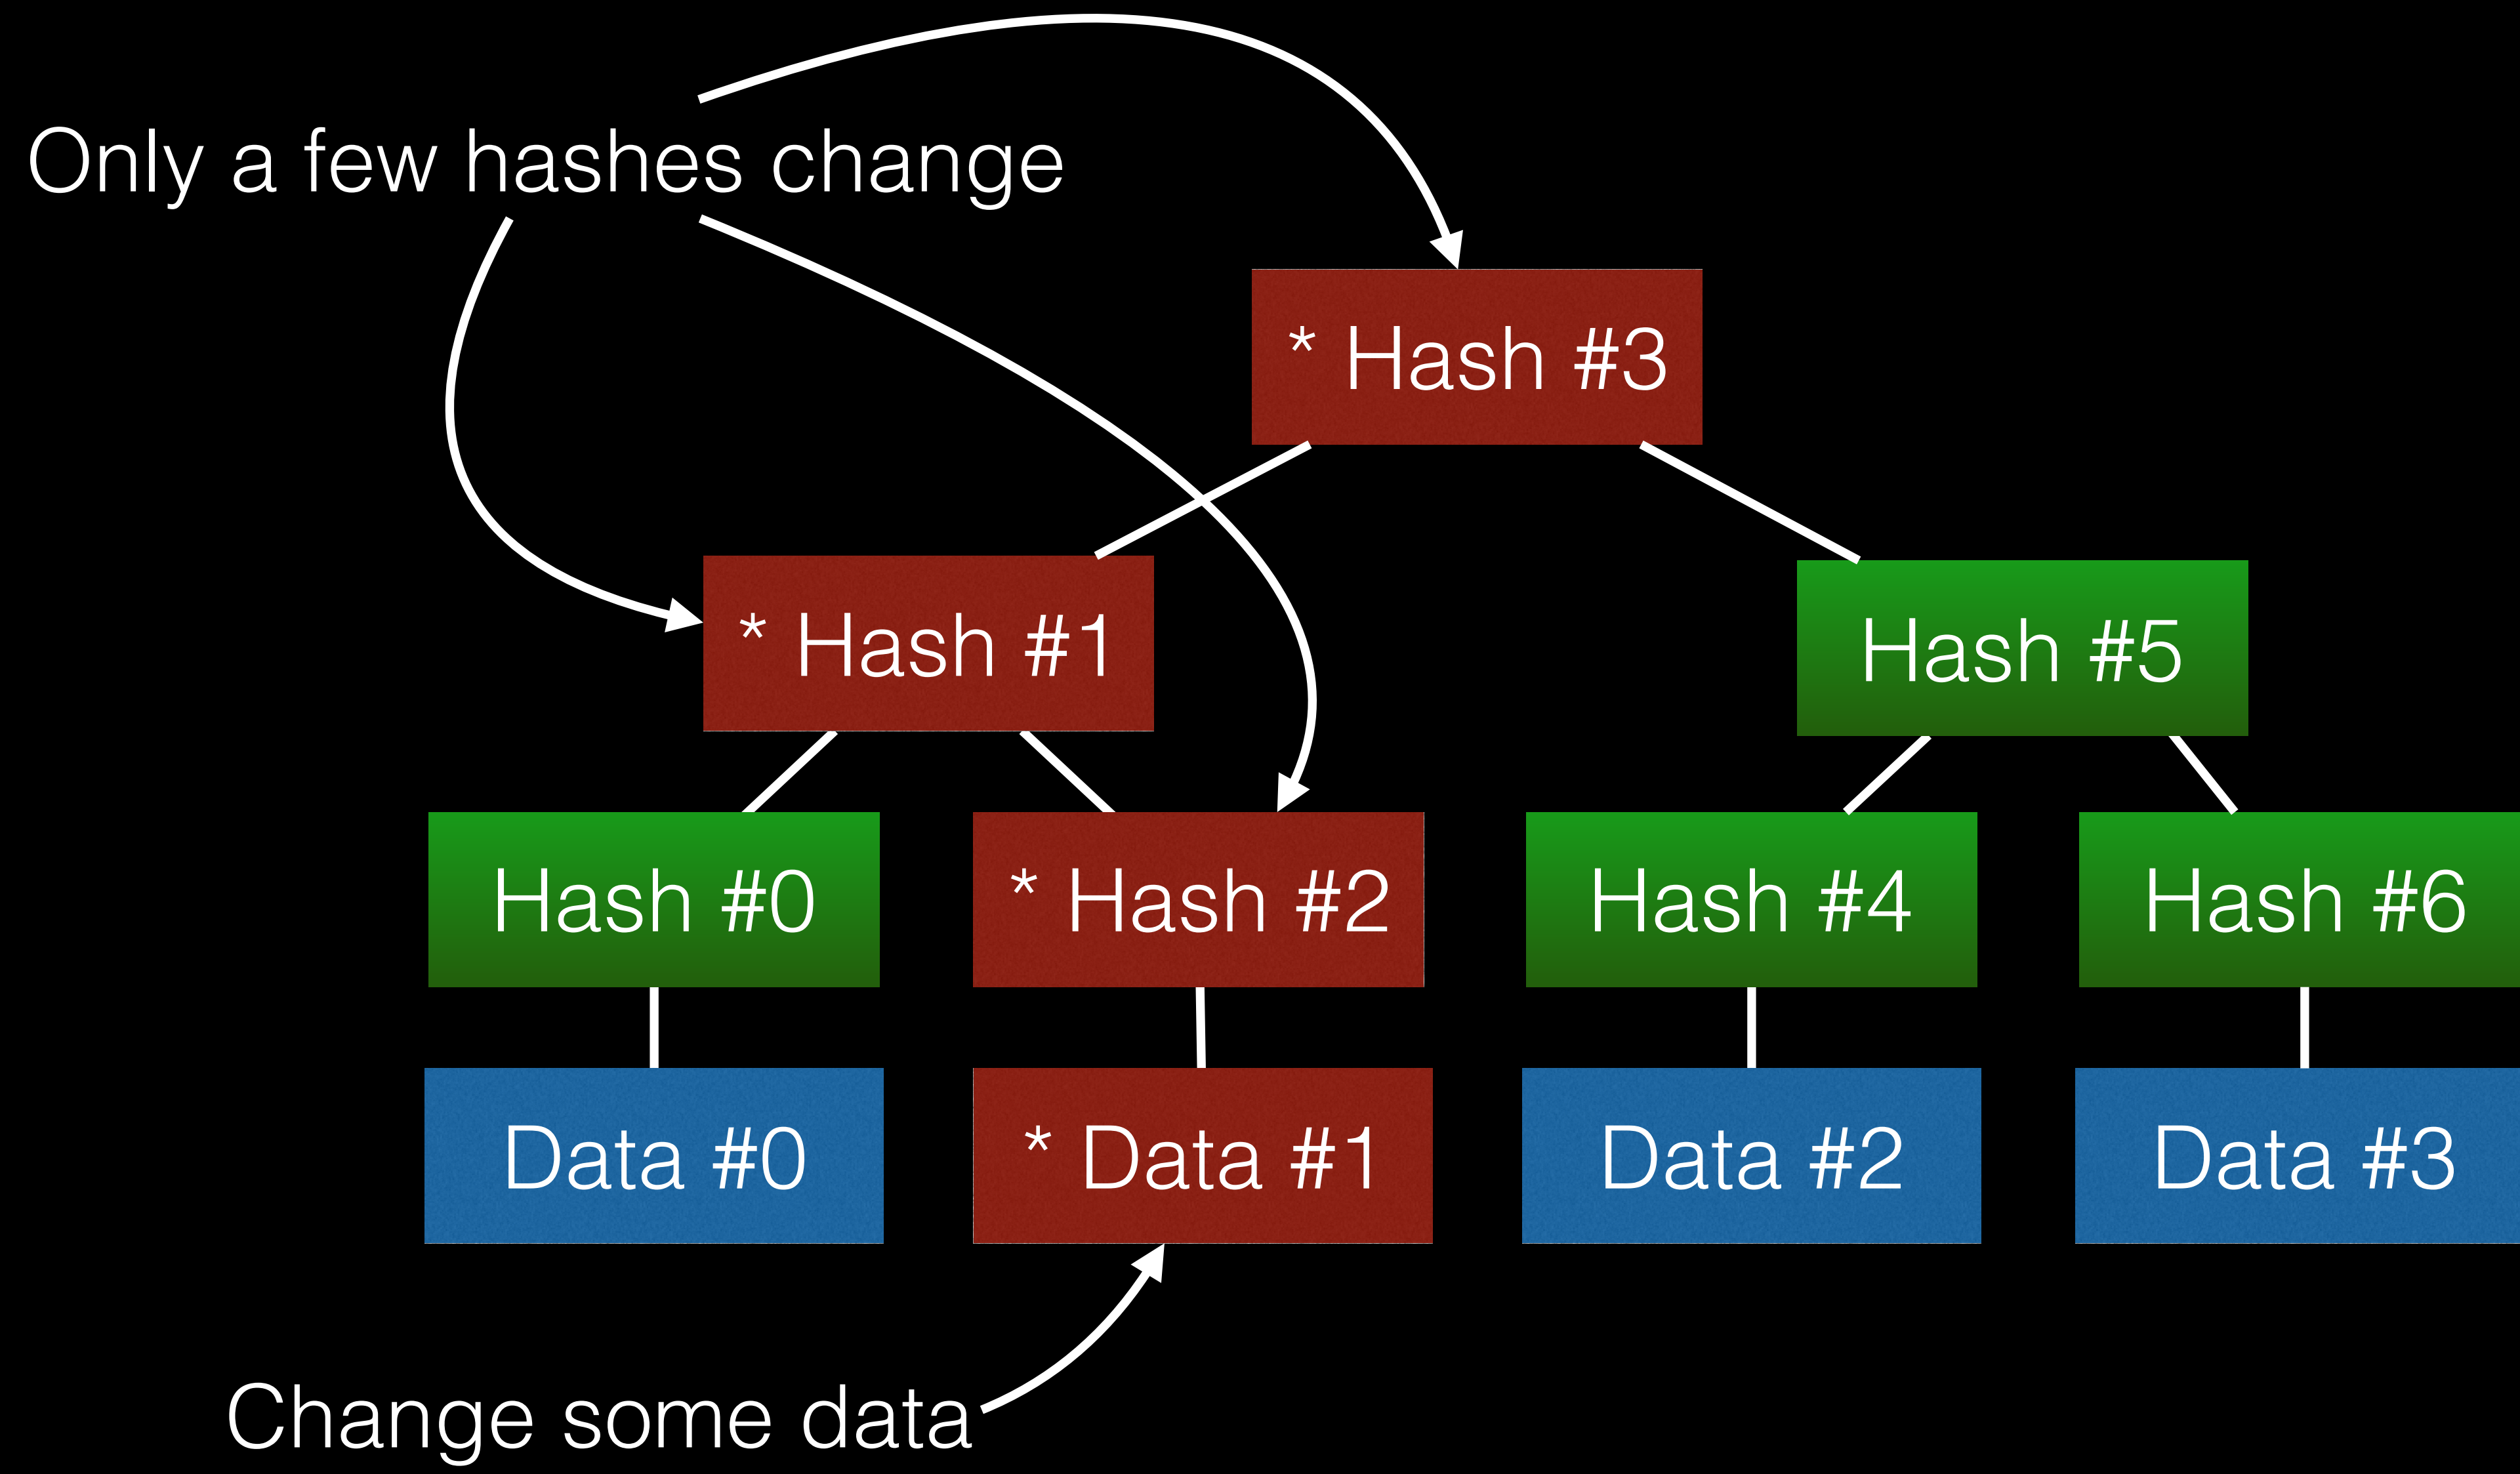 Only a few hashes change
* Hash #3
* Hash #1
Hash #5
Hash #0
* Hash #2
Hash #4
Hash #6
Data #0
* Data #1
Data #2
Data #3
Change some data